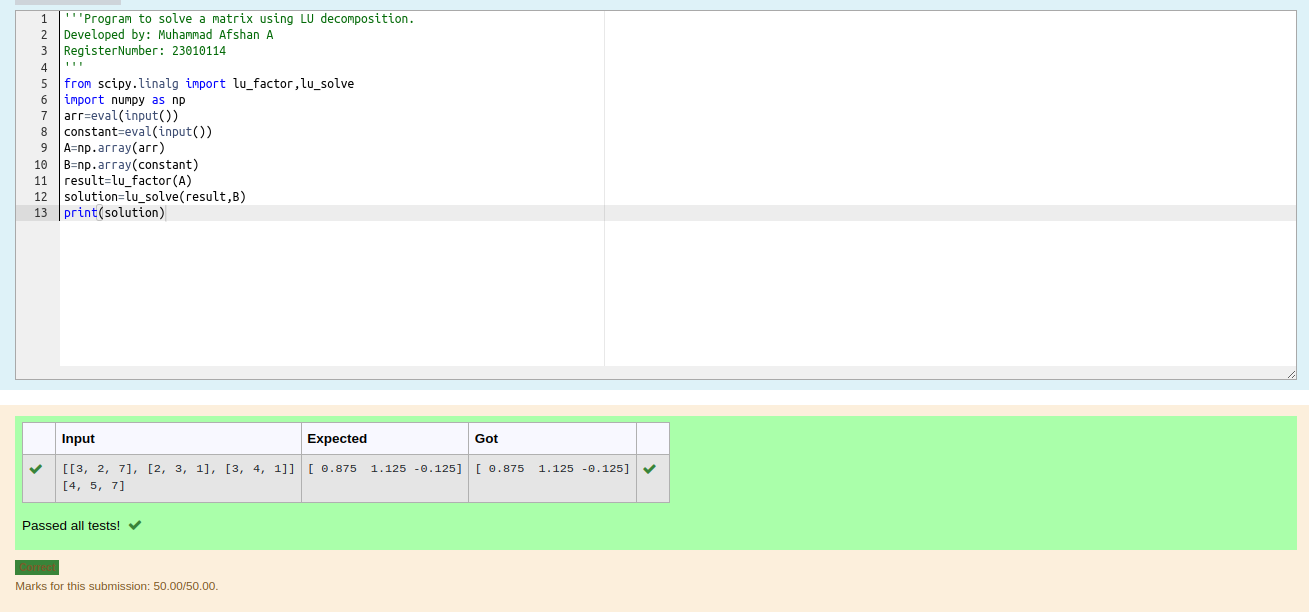 1 '''Program to solve a matrix using LU decomposition.
2 Developed by: Muhammad Afshan A
3 RegisterNumber: 23010114
4 '''
5 from scipy.linalg import lu_factor,lu_solve
6 import numpy as np
7 arr=eval(input())
8 constant=eval(input())
9 A=np.array(arr)
10 B=np.array(constant)
11 result=lu_factor(A)
12 solution=lu_solve(result,B)
13 print(solution)
Input Expected Got
[[3, 2, 7], [2, 3, 1], [3, 4, 1]] [ 0.875  1.125 -0.125] [ 0.875  1.125 -0.125]
[4, 5, 7]
Passed all tests!
Correct
Marks for this submission: 50.00/50.00.